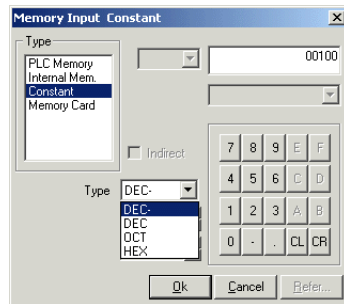 Memory Input Constant
Type
PLC Memory
Internal Mem.
Constant
Memory Card
00100
Indirect
Type DEC-
DEC-
DEC
OCT
HEX
7 8 9 E F
4 5 6 C D
1 2 3 A B
0 - . CL CR
Ok Cancel Refer...